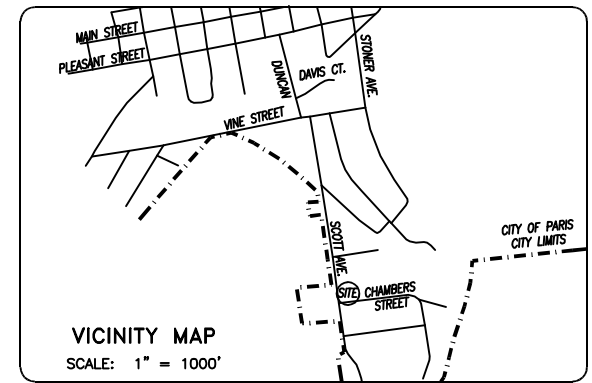 MAIN STREET
PLEASANT STREET
STONER AVE.
DUNCAN
DAVIS CT.
VINE STREET
SCOTT AVE.
CITY OF PARIS
CITY LIMITS
SITE
CHAMBERS
STREET
VICINITY MAP
SCALE: 1" = 1000'